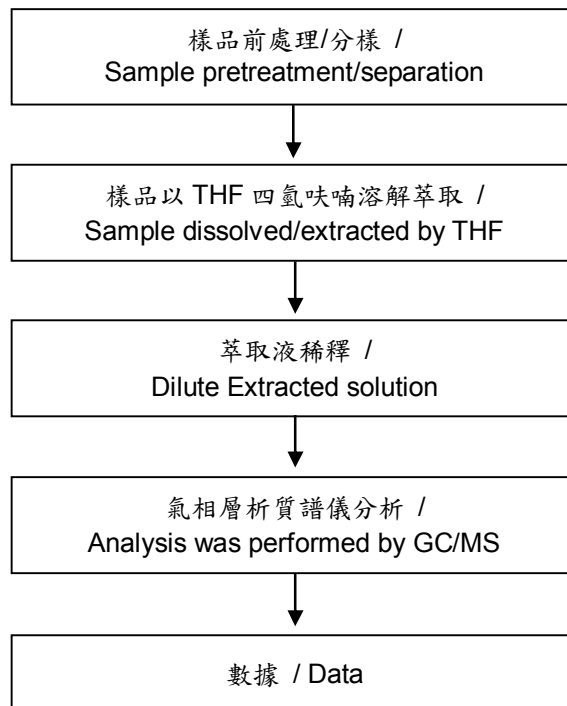 樣品前處理/分樣 /
Sample pretreatment/separation
樣品以 THF 四氫呋喃溶解萃取 /
Sample dissolved/extracted by THF
萃取液稀釋 /
Dilute Extracted solution
氣相層析質譜儀分析 /
Analysis was performed by GC/MS
數據 / Data